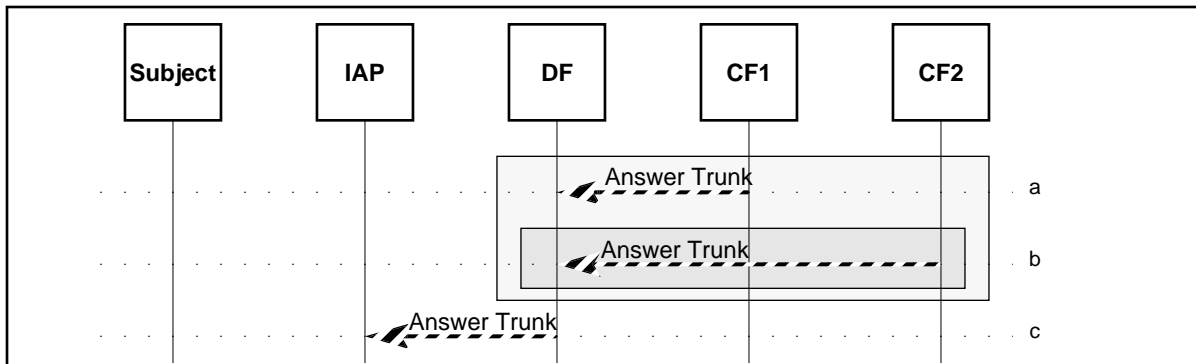 Subject IAP DF CF1 CF2
Answer Trunk a
Answer Trunk b
Answer Trunk c